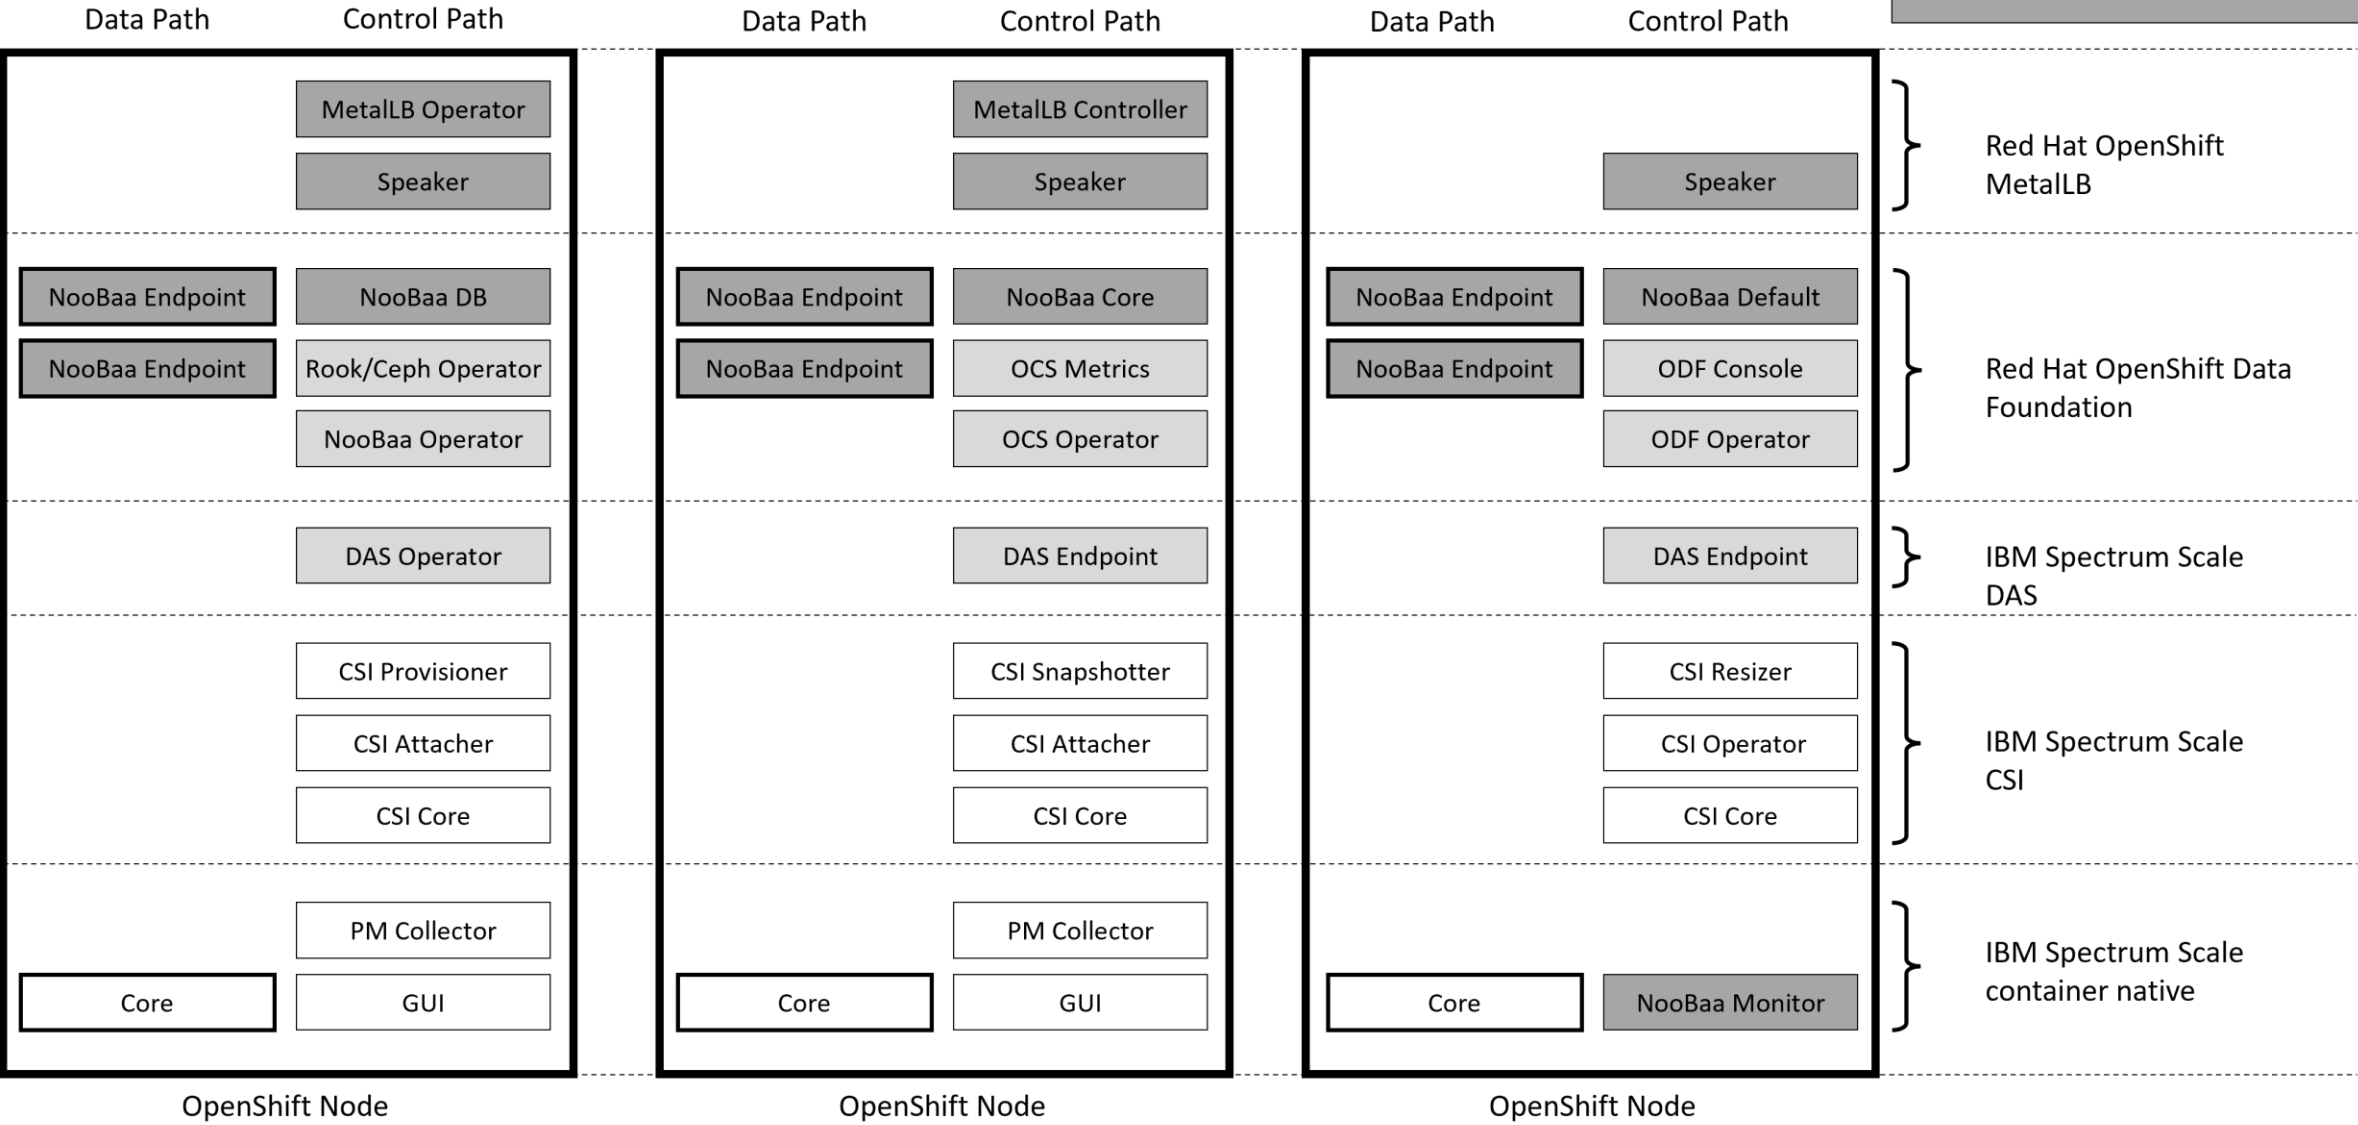 Data Path Control Path Data Path Control Path Data Path Control Path
MetalLB Operator MetalLB Controller
Speaker Speaker Speaker
Red Hat OpenShift
MetalLB
NooBaa Endpoint NooBaa DB NooBaa Endpoint NooBaa Core NooBaa Endpoint NooBaa Default
NooBaa Endpoint Rook/Ceph Operator NooBaa Endpoint OCS Metrics NooBaa Endpoint ODF Console
NooBaa Operator OCS Operator ODF Operator
Red Hat OpenShift Data
Foundation
DAS Operator DAS Endpoint DAS Endpoint
IBM Spectrum Scale
DAS
CSI Provisioner CSI Snapshotter CSI Resizer
CSI Attacher CSI Attacher CSI Operator
CSI Core CSI Core CSI Core
IBM Spectrum Scale
CSI
PM Collector PM Collector
Core GUI Core GUI Core NooBaa Monitor
IBM Spectrum Scale
container native
OpenShift Node OpenShift Node OpenShift Node